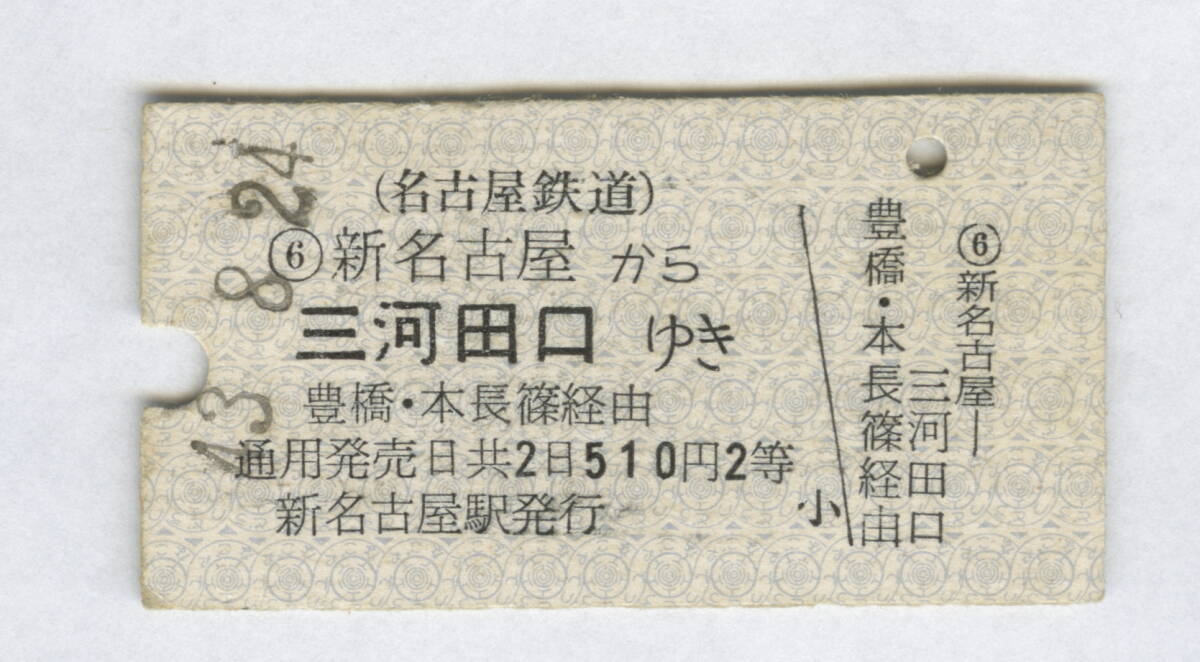 43 8.24
(名古屋鉄道)
⑥新名古屋から
三河田口ゆき
豊橋・本長篠経由
通用発売日共2日510円2等
新名古屋駅発行
小
⑥新名古屋―
三河田口
豊橋・本長篠経由